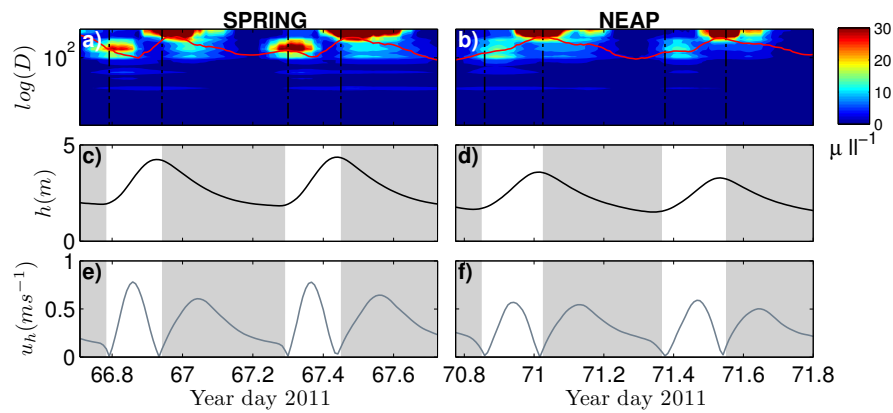 SPRING
NEAP
a)
b)
log(D)
10²
30
20
10
0
μ ll⁻¹
c)
d)
h(m)
5
0
e)
f)
u_h(ms⁻¹)
1
0.5
0
66.8 67 67.2 67.4 67.6
70.8 71 71.2 71.4 71.6 71.8
Year day 2011
Year day 2011